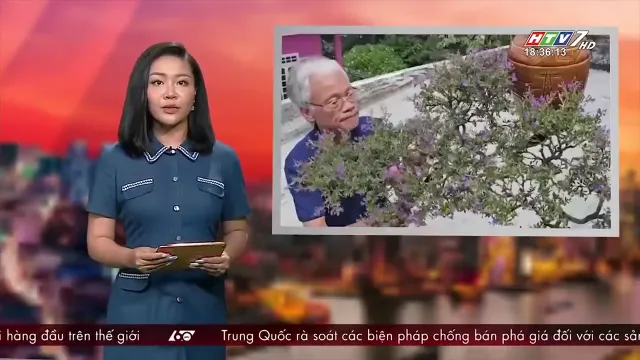 HTV7 HD
18:36:13
i hàng đầu trên thế giới 60 Trung Quốc rà soát các biện pháp chống bán phá giá đối với các sả